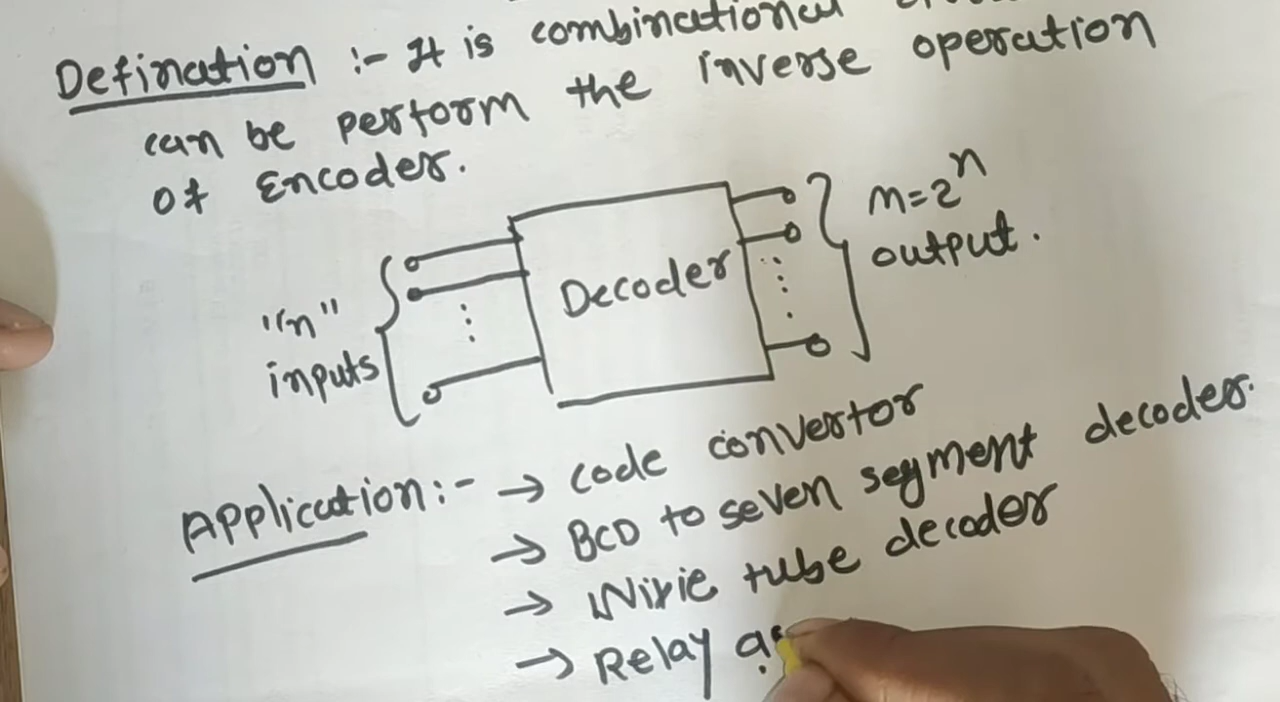 Defination :- It is combinational
can be perform the inverse operation
of Encoder.
"n"
inputs
Decoder
m=2ⁿ
output.
Application :- → code convertor
→ BCD to seven segment decoder.
→ Nixie tube decoder
→ Relay